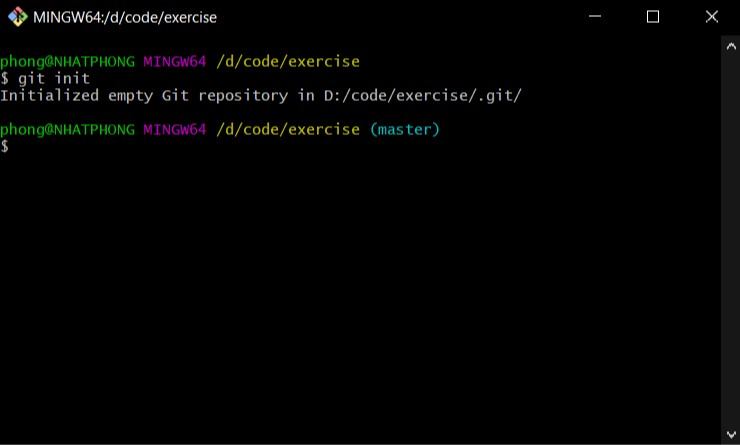 MINGW64:/d/code/exercise
phong@NHATPHONG MINGW64 /d/code/exercise
$ git init
Initialized empty Git repository in D:/code/exercise/.git/
phong@NHATPHONG MINGW64 /d/code/exercise (master)
$